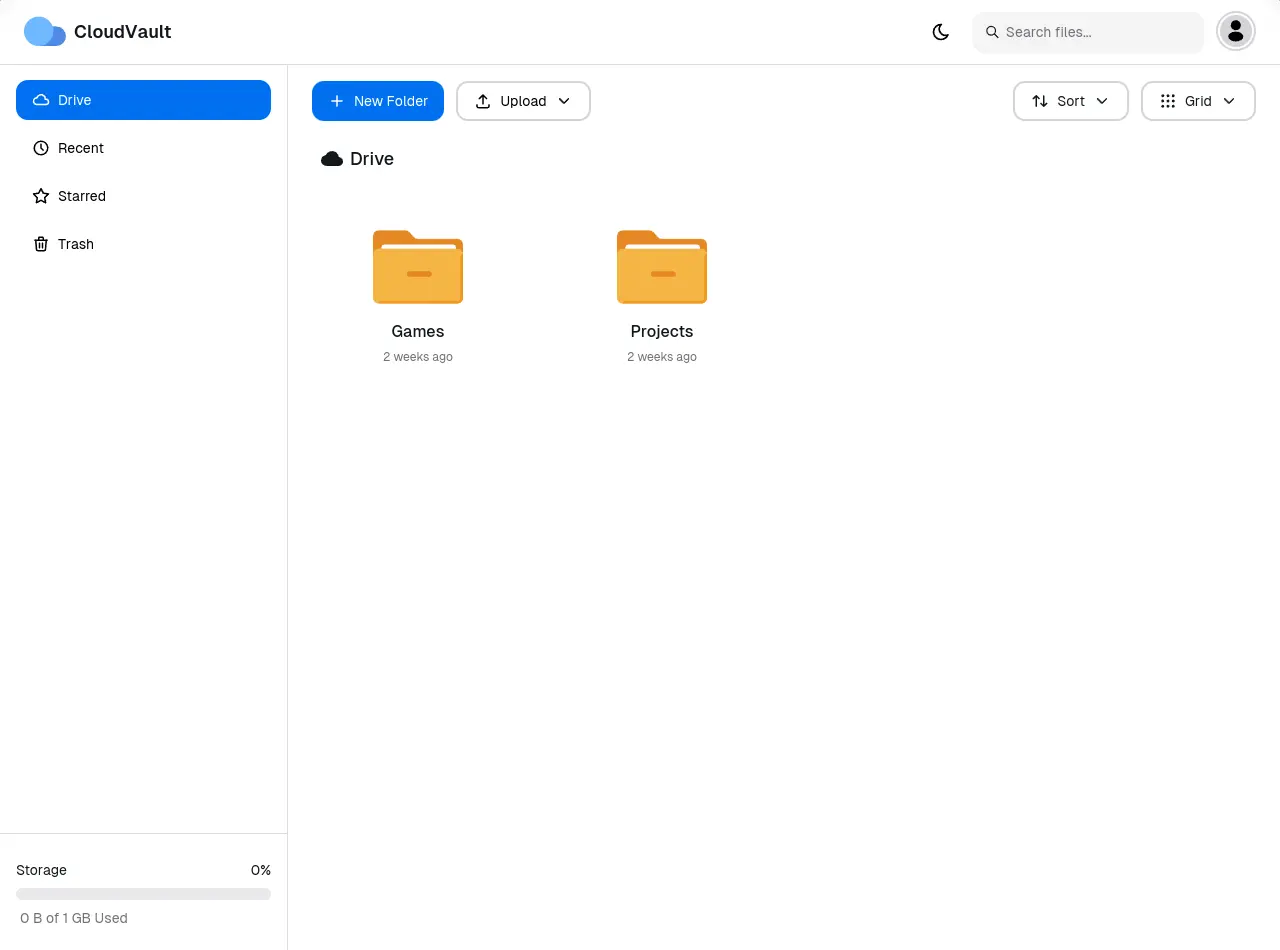 CloudVault
Search files...
Drive
Recent
Starred
Trash
New Folder
Upload
Sort
Grid
Drive
Games
2 weeks ago
Projects
2 weeks ago
Storage
0%
0 B of 1 GB Used